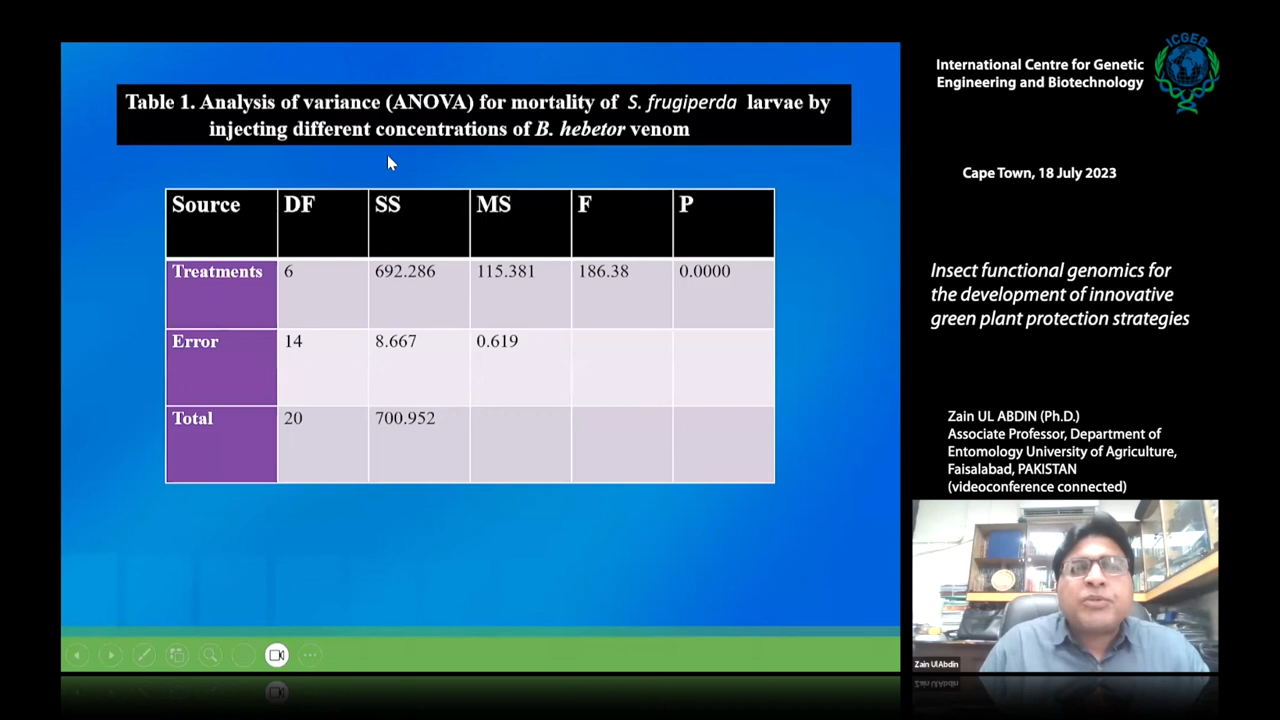 Table 1. Analysis of variance (ANOVA) for mortality of S. frugiperda larvae by
injecting different concentrations of B. hebetor venom
Source DF SS MS F P
Treatments 6 692.286 115.381 186.38 0.0000
Error 14 8.667 0.619
Total 20 700.952
ICGEB
International Centre for Genetic
Engineering and Biotechnology
Cape Town, 18 July 2023
Insect functional genomics for
the development of innovative
green plant protection strategies
Zain UL ABDIN (Ph.D.)
Associate Professor, Department of
Entomology University of Agriculture,
Faisalabad, PAKISTAN
(videoconference connected)
Zain UlAbdin